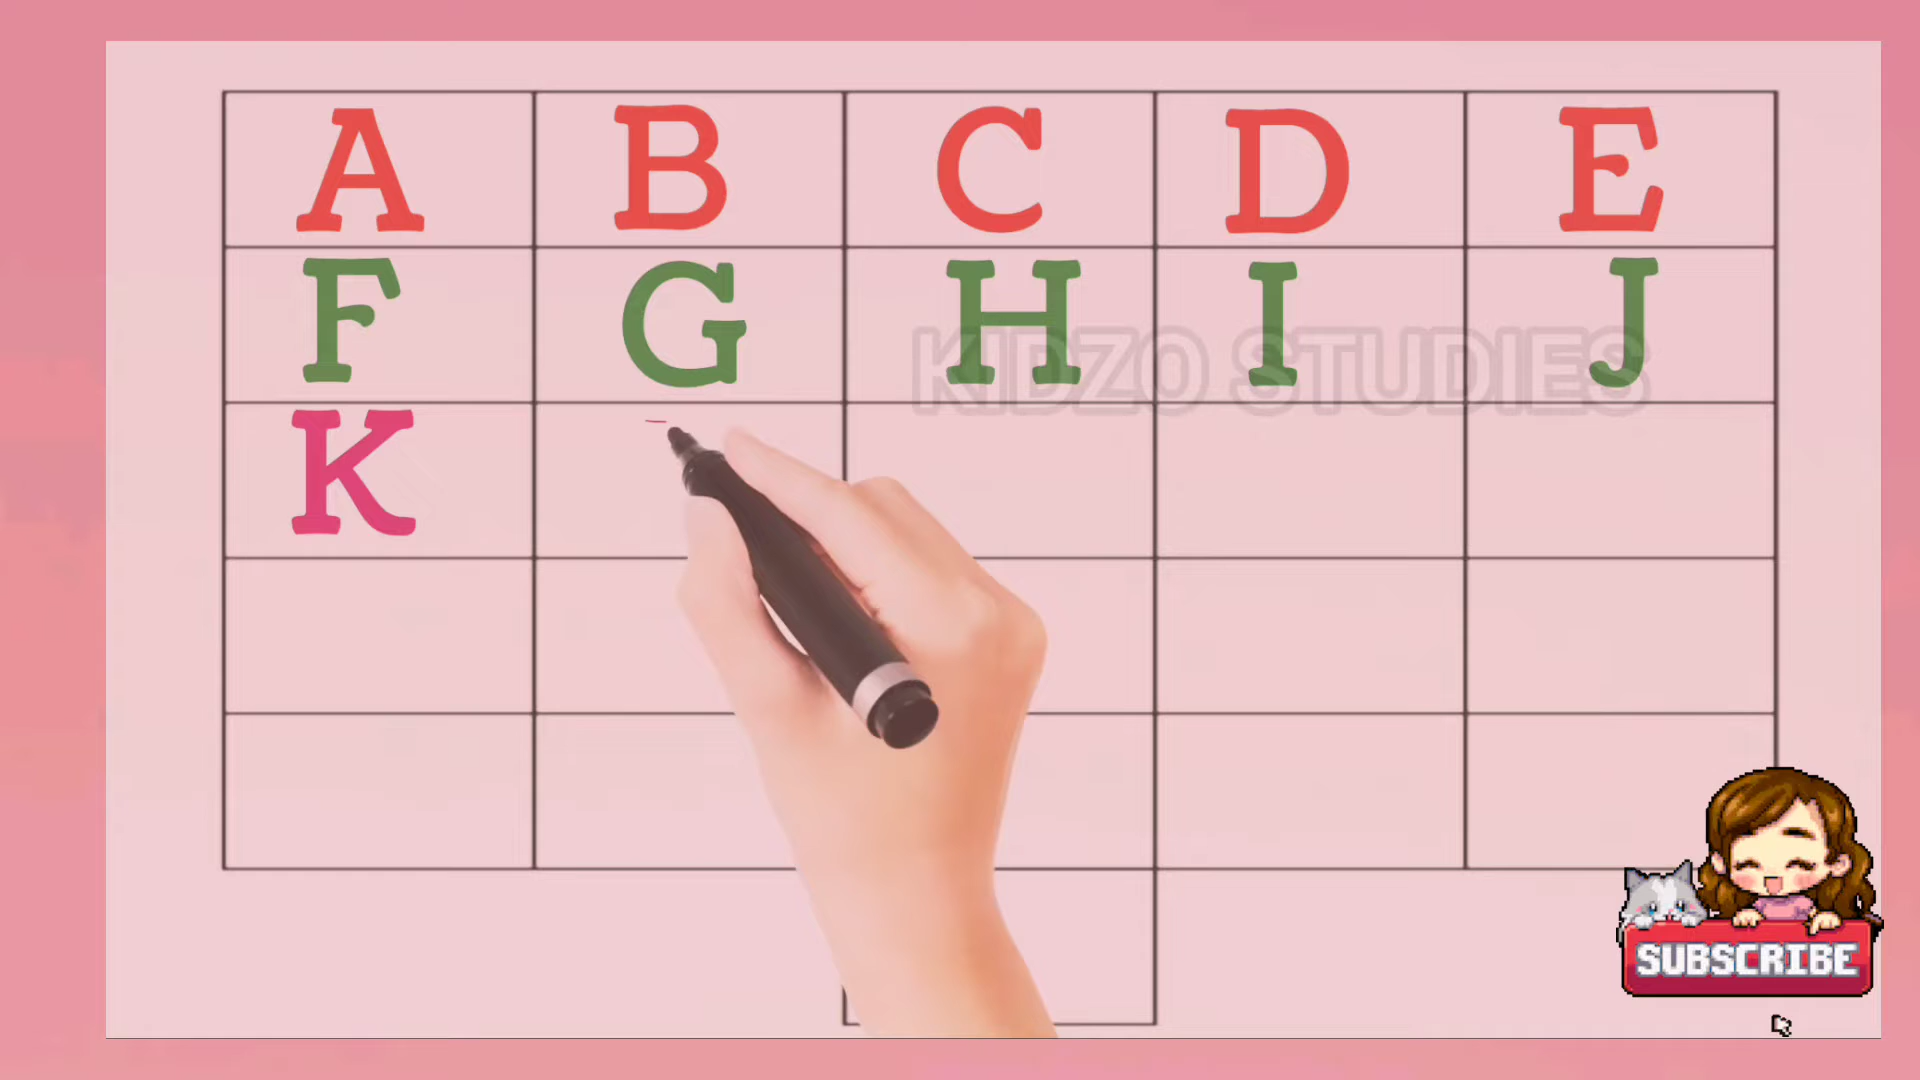 A B C D E
F G H I J
KIDZO STUDIES
K
SUBSCRIBE